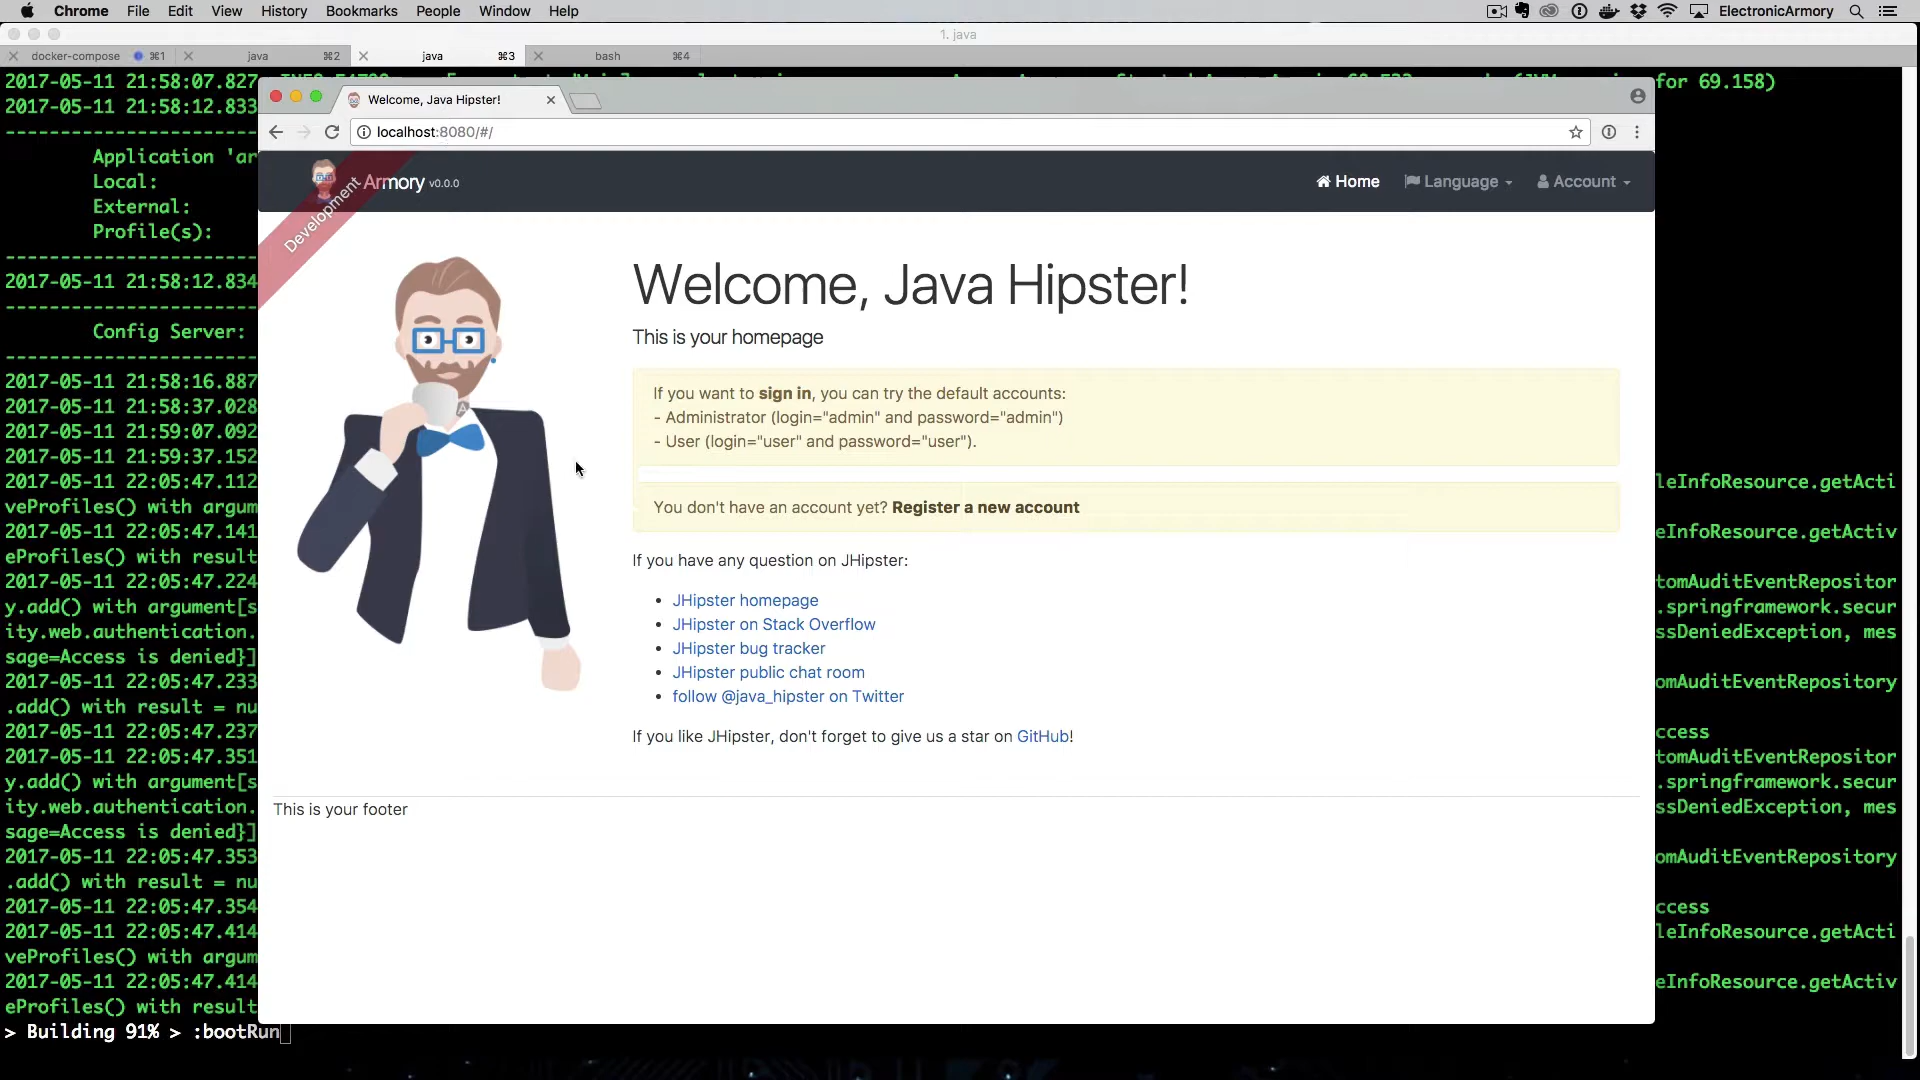 Chrome File Edit View History Bookmarks People Window Help ElectronicArmory
1. java
docker-compose ⌘1 java ⌘2 java ⌘3 bash ⌘4
2017-05-11 21:58:07.827 for 69.158)
2017-05-11 21:58:12.833
Application 'ar
Local:
External:
Profile(s):
2017-05-11 21:58:12.834
Config Server:
2017-05-11 21:58:16.887
2017-05-11 21:58:37.028
2017-05-11 21:59:07.092
2017-05-11 21:59:37.152
2017-05-11 22:05:47.112 leInfoResource.getActi
veProfiles() with argum
2017-05-11 22:05:47.141 eInfoResource.getActiv
eProfiles() with result
2017-05-11 22:05:47.224 tomAuditEventRepositor
y.add() with argument[s .springframework.secur
ity.web.authentication. ssDeniedException, mes
sage=Access is denied}]
2017-05-11 22:05:47.233 omAuditEventRepository
.add() with result = nu
2017-05-11 22:05:47.237 ccess
2017-05-11 22:05:47.351 tomAuditEventRepositor
y.add() with argument[s .springframework.secur
ity.web.authentication. ssDeniedException, mes
sage=Access is denied}]
2017-05-11 22:05:47.353 omAuditEventRepository
.add() with result = nu
2017-05-11 22:05:47.354 ccess
2017-05-11 22:05:47.414 leInfoResource.getActi
veProfiles() with argum
2017-05-11 22:05:47.414 eInfoResource.getActiv
eProfiles() with result
> Building 91% > :bootRun
Welcome, Java Hipster!
localhost:8080/#/
Development
Armory v0.0.0
Home Language Account
Welcome, Java Hipster!
This is your homepage
If you want to sign in, you can try the default accounts:
- Administrator (login="admin" and password="admin")
- User (login="user" and password="user").
You don't have an account yet? Register a new account
If you have any question on JHipster:
• JHipster homepage
• JHipster on Stack Overflow
• JHipster bug tracker
• JHipster public chat room
• follow @java_hipster on Twitter
If you like JHipster, don't forget to give us a star on GitHub!
This is your footer